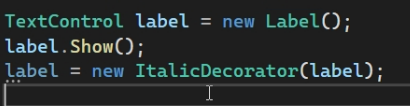 TextControl label = new Label();
label.Show();
label = new ItalicDecorator(label);